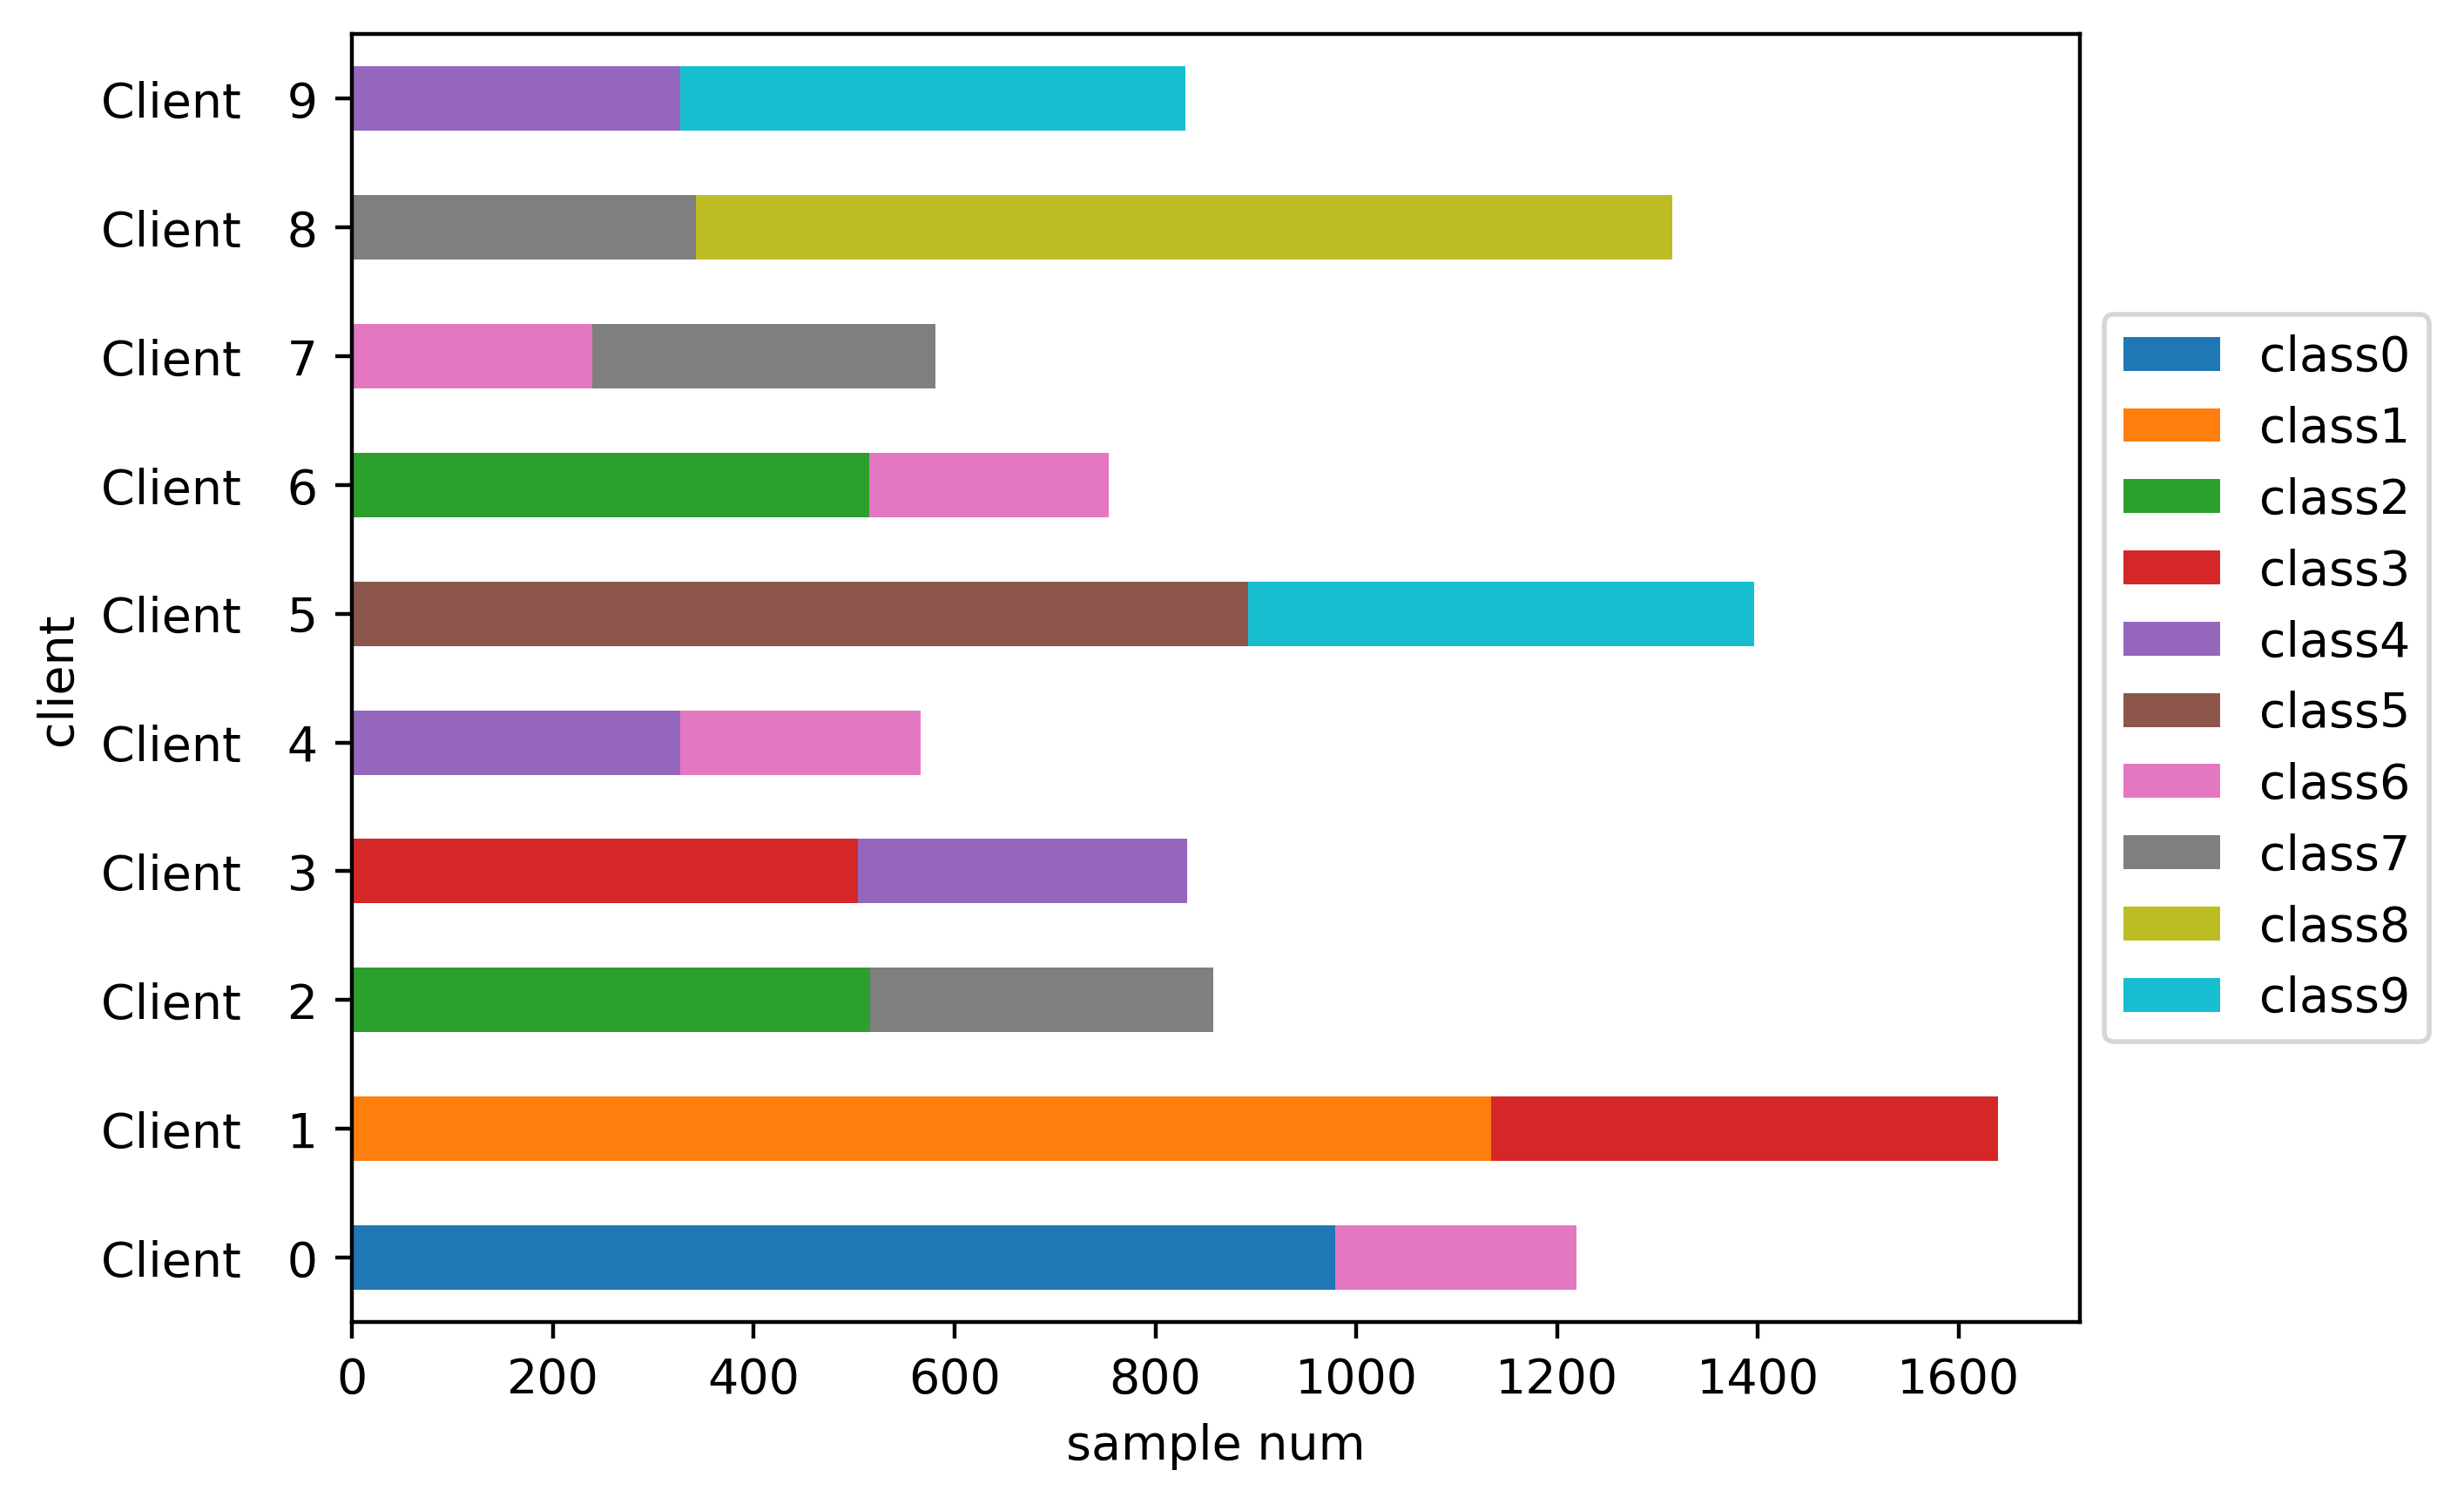 Client 9
Client 8
Client 7
Client 6
Client 5
Client 4
Client 3
Client 2
Client 1
Client 0
client
0 200 400 600 800 1000 1200 1400 1600
sample num
class0
class1
class2
class3
class4
class5
class6
class7
class8
class9